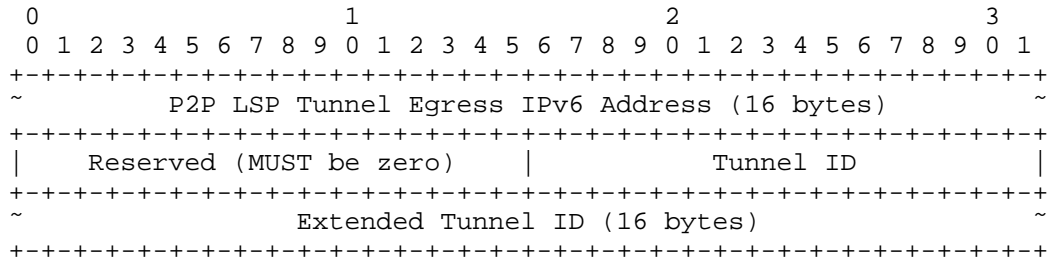 0                   1                   2                   3
 0 1 2 3 4 5 6 7 8 9 0 1 2 3 4 5 6 7 8 9 0 1 2 3 4 5 6 7 8 9 0 1
+-+-+-+-+-+-+-+-+-+-+-+-+-+-+-+-+-+-+-+-+-+-+-+-+-+-+-+-+-+-+-+-+
~         P2P LSP Tunnel Egress IPv6 Address (16 bytes)         ~
+-+-+-+-+-+-+-+-+-+-+-+-+-+-+-+-+-+-+-+-+-+-+-+-+-+-+-+-+-+-+-+-+
|    Reserved (MUST be zero)    |           Tunnel ID           |
+-+-+-+-+-+-+-+-+-+-+-+-+-+-+-+-+-+-+-+-+-+-+-+-+-+-+-+-+-+-+-+-+
~                 Extended Tunnel ID (16 bytes)                 ~
+-+-+-+-+-+-+-+-+-+-+-+-+-+-+-+-+-+-+-+-+-+-+-+-+-+-+-+-+-+-+-+-+